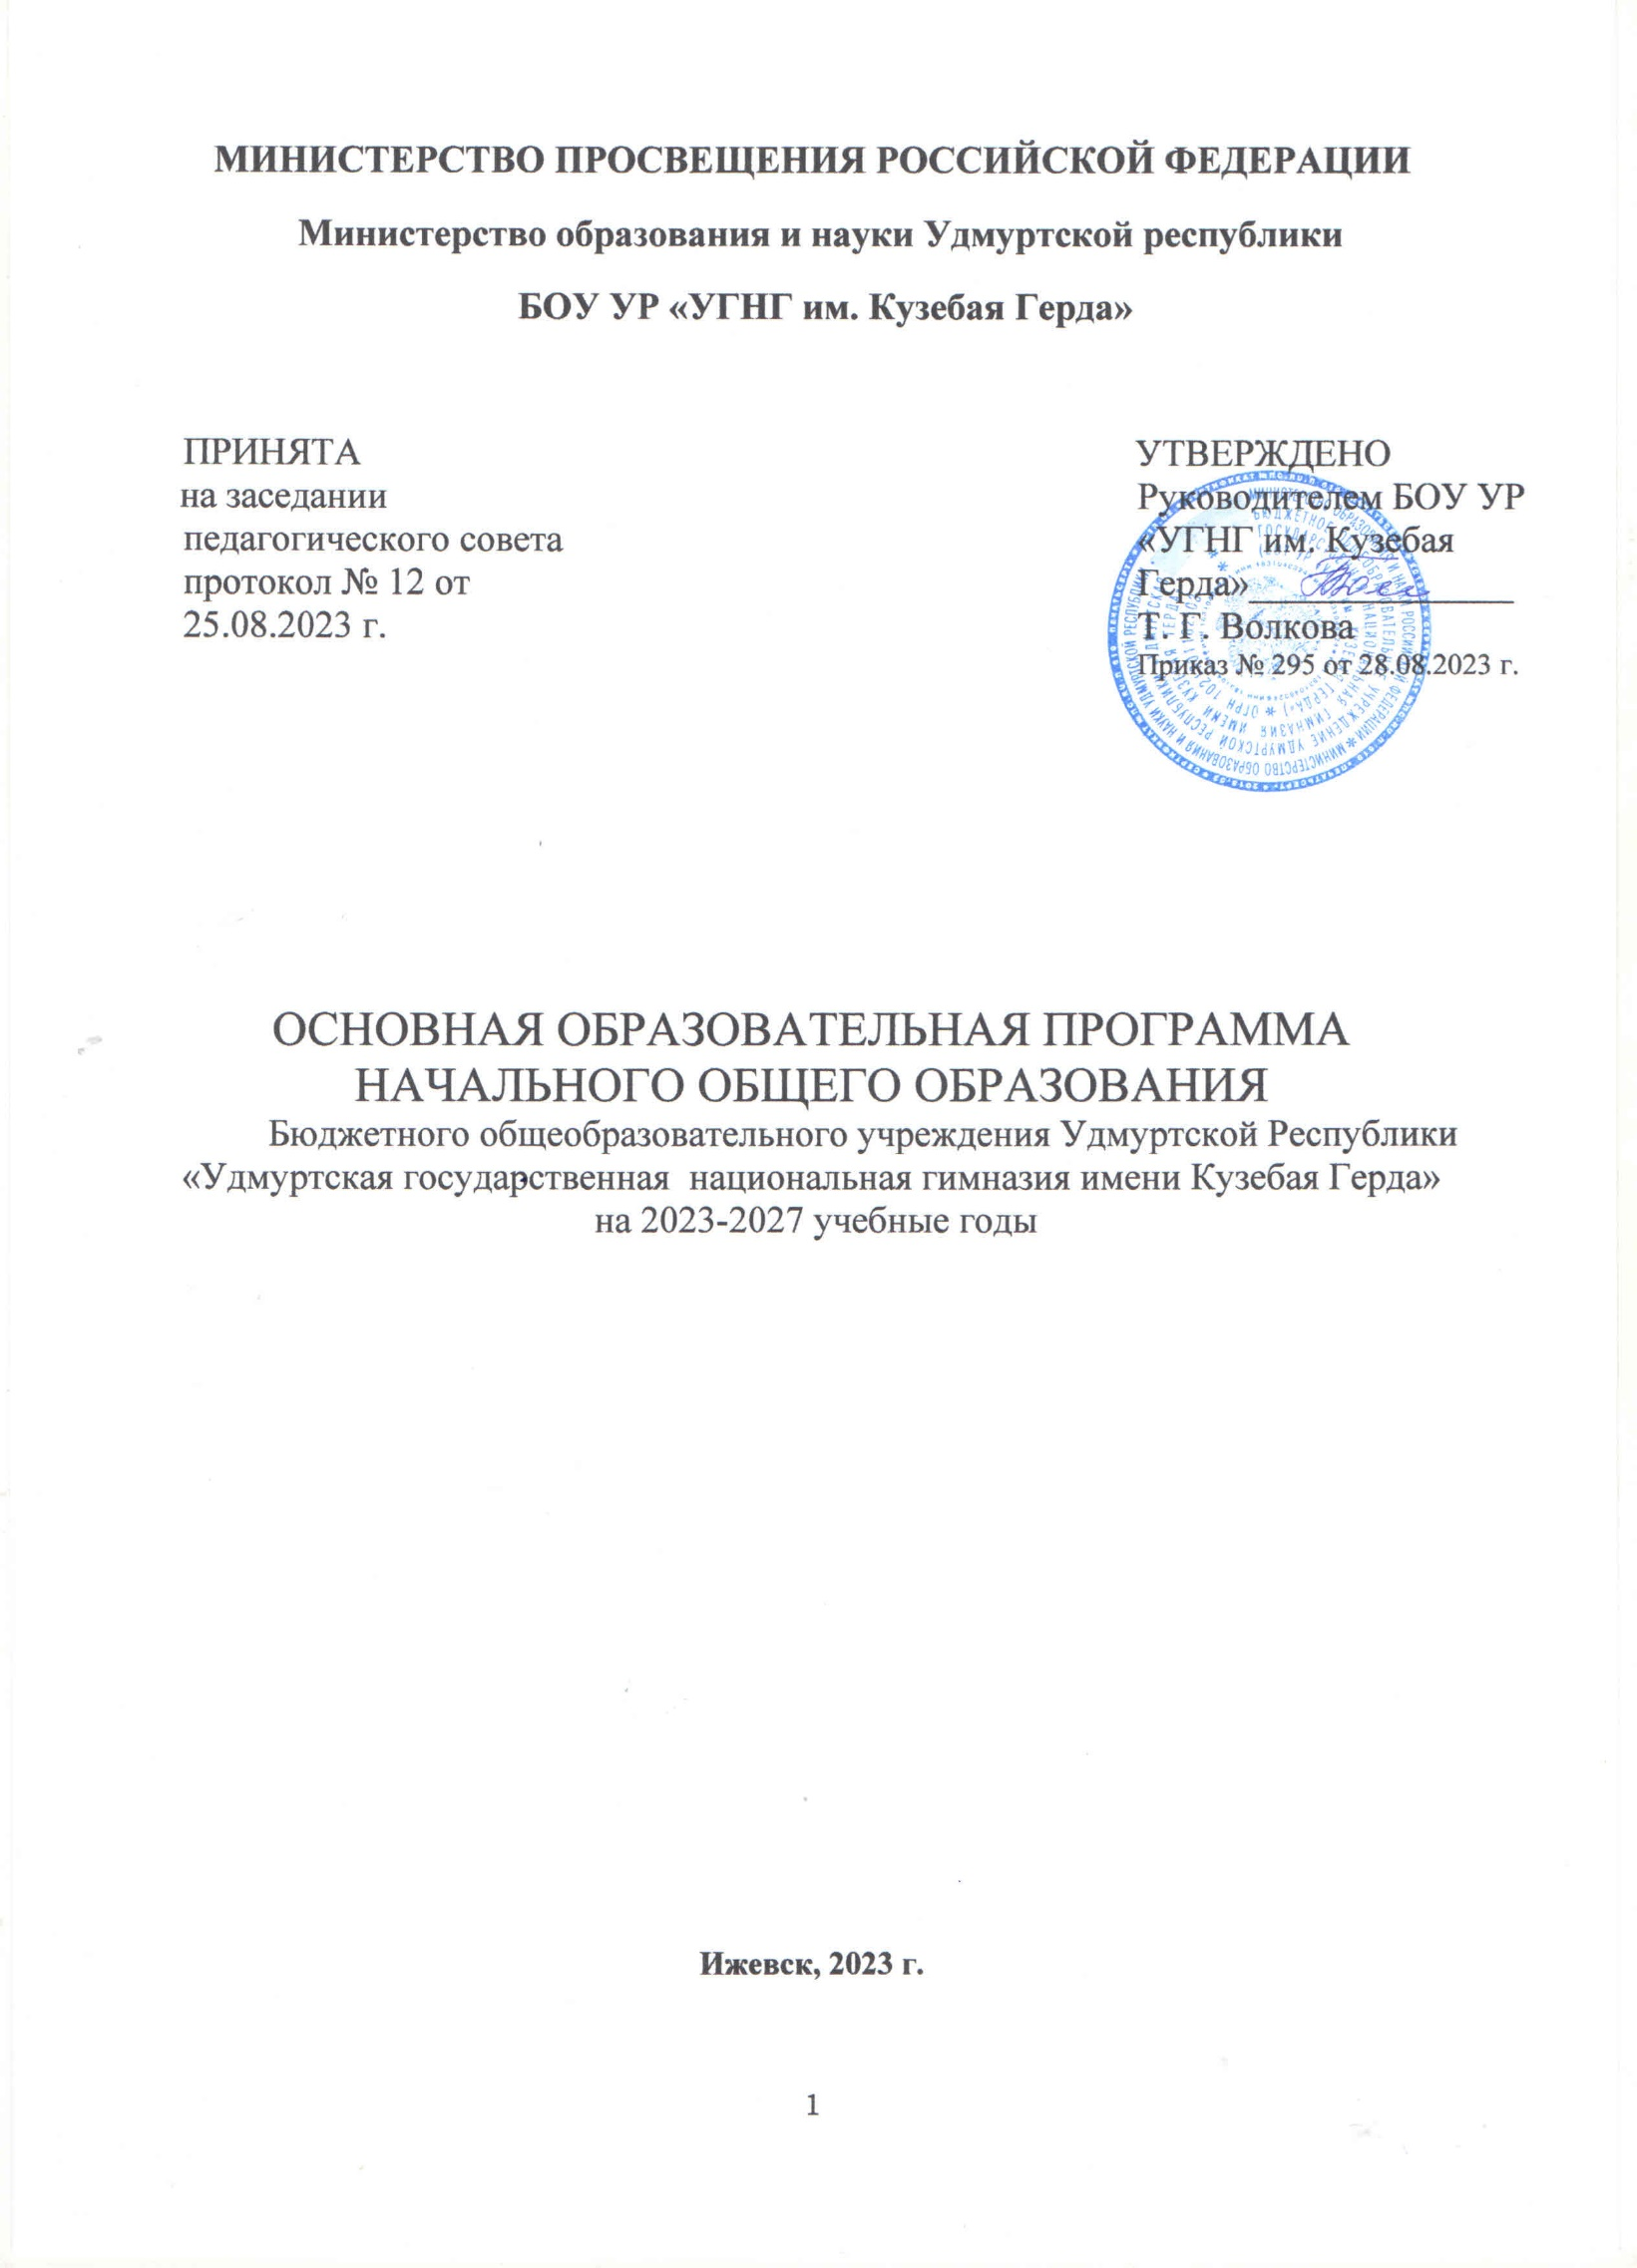 МИНИСТЕРСТВО ПРОСВЕЩЕНИЯ РОССИЙСКОЙ ФЕДЕРАЦИИ
Министерство образования и науки Удмуртской республики
БОУ УР «УГНГ им. Кузебая Герда»
ПРИНЯТА
на заседании
педагогического совета
протокол № 12 от
25.08.2023 г.
УТВЕРЖДЕНО
Руководителем БОУ УР
«УГНГ им. Кузебая
Герда»______________
Т. Г. Волкова
Приказ № 295 от 28.08.2023 г.
ОСНОВНАЯ ОБРАЗОВАТЕЛЬНАЯ ПРОГРАММА
НАЧАЛЬНОГО ОБЩЕГО ОБРАЗОВАНИЯ
Бюджетного общеобразовательного учреждения Удмуртской Республики
«Удмуртская государственная национальная гимназия имени Кузебая Герда»
на 2023-2027 учебные годы
Ижевск, 2023 г.
1